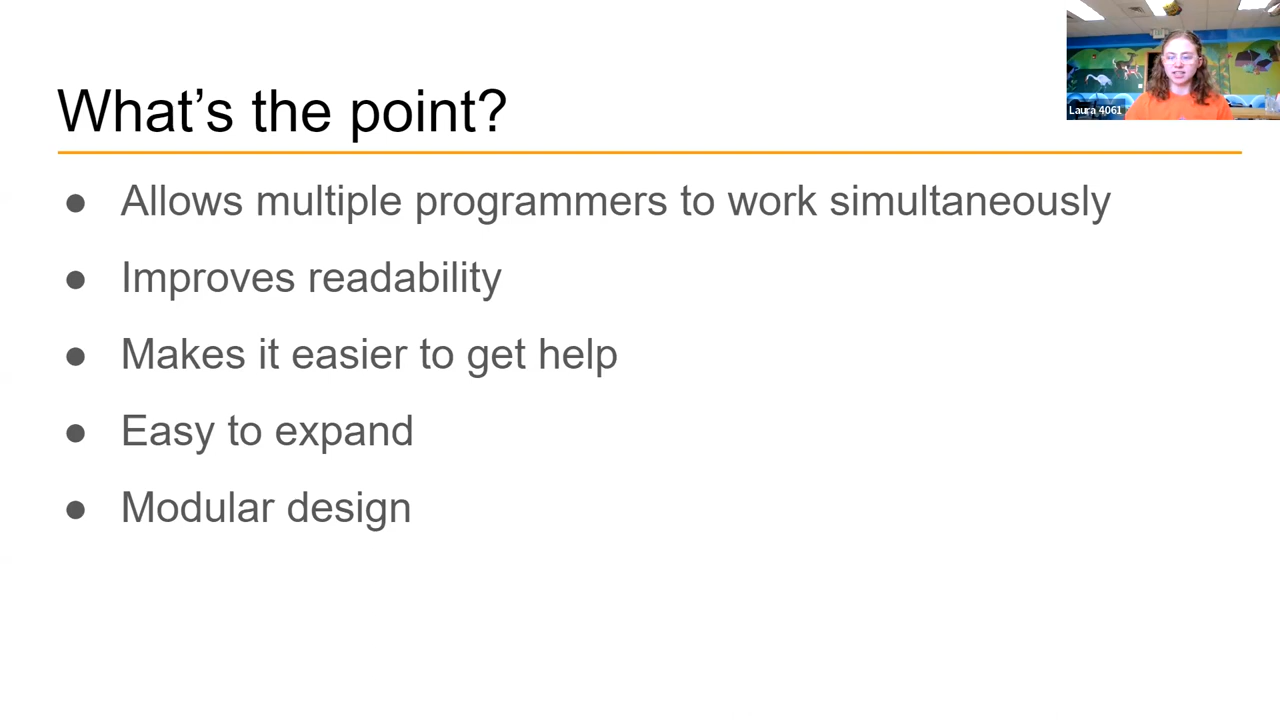 What's the point?
Laura 4061
● Allows multiple programmers to work simultaneously
● Improves readability
● Makes it easier to get help
● Easy to expand
● Modular design